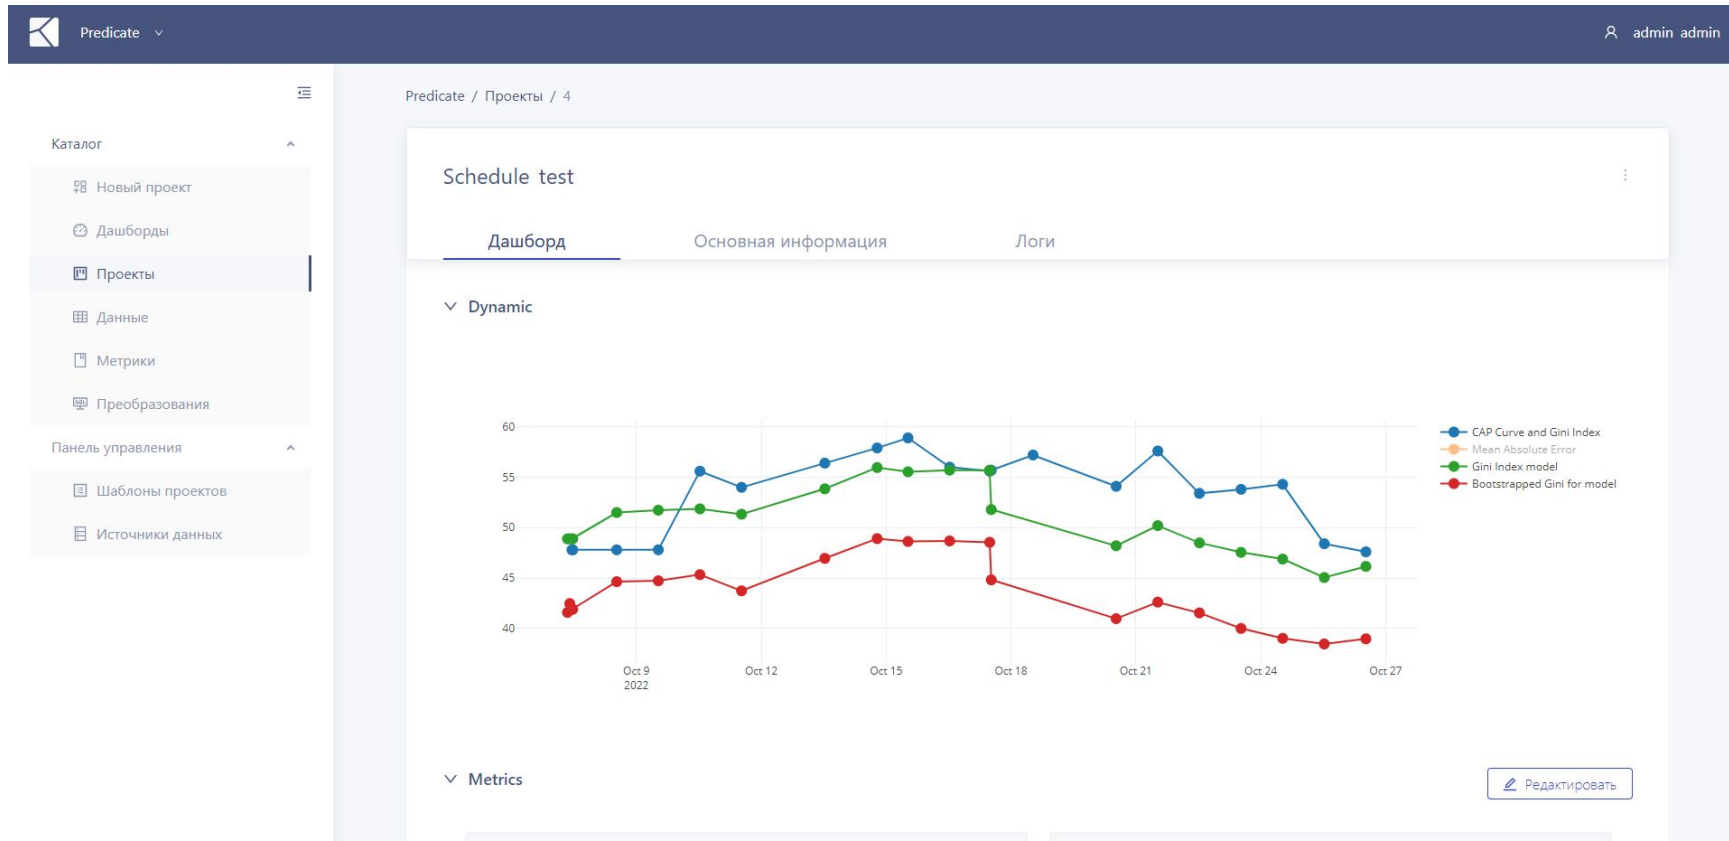 Predicate
admin admin
Predicate / Проекты / 4
Каталог
Новый проект
Дашборды
Проекты
Данные
Метрики
Преобразования
Панель управления
Шаблоны проектов
Источники данных
Schedule test
Дашборд
Основная информация
Логи
Dynamic
60
55
50
45
40
Oct 9
2022
Oct 12
Oct 15
Oct 18
Oct 21
Oct 24
Oct 27
CAP Curve and Gini Index
Mean Absolute Error
Gini Index model
Bootstrapped Gini for model
Metrics
Редактировать